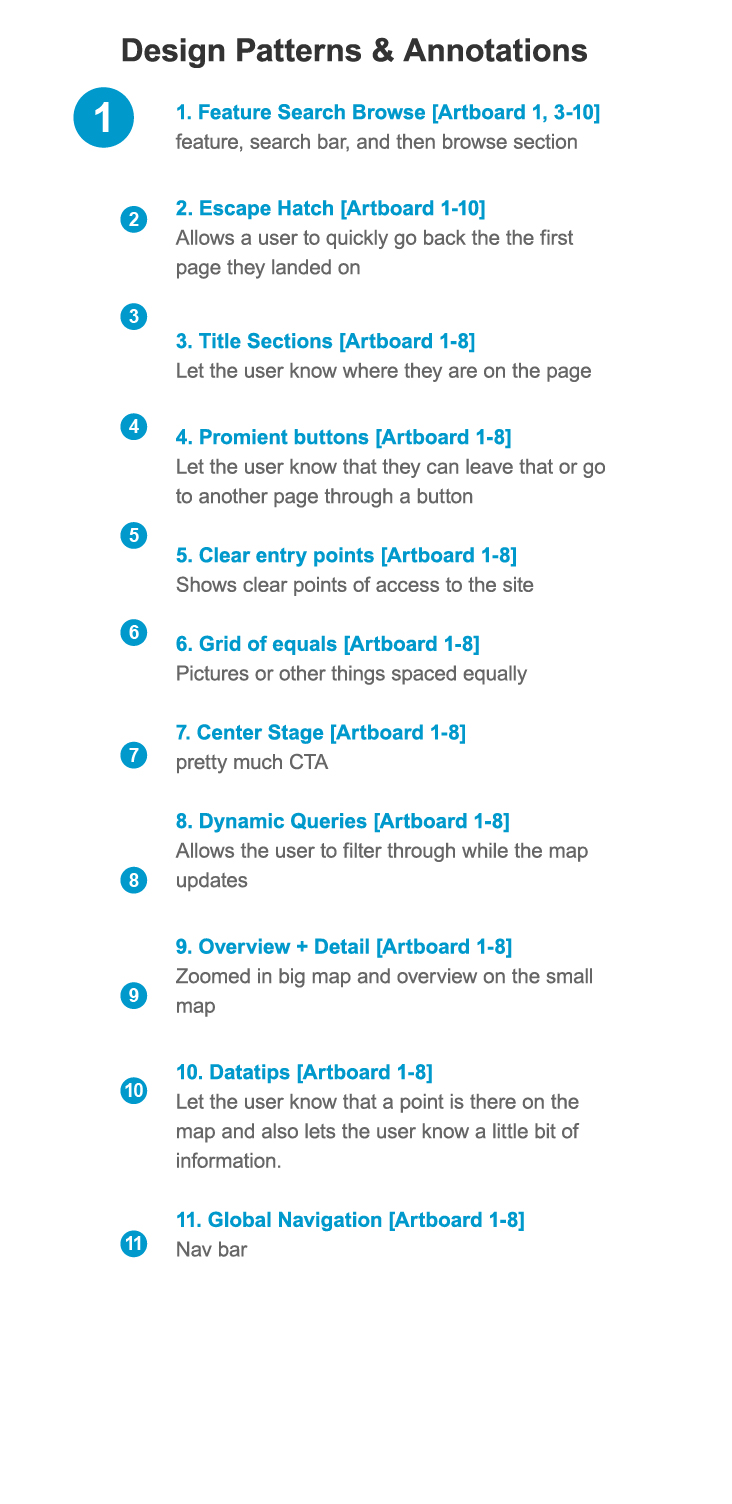 Design Patterns & Annotations
1
1. Feature Search Browse [Artboard 1, 3-10]
feature, search bar, and then browse section
2
2. Escape Hatch [Artboard 1-10]
Allows a user to quickly go back the the first
page they landed on
3
3. Title Sections [Artboard 1-8]
Let the user know where they are on the page
4
4. Promient buttons [Artboard 1-8]
Let the user know that they can leave that or go
to another page through a button
5
5. Clear entry points [Artboard 1-8]
Shows clear points of access to the site
6
6. Grid of equals [Artboard 1-8]
Pictures or other things spaced equally
7
7. Center Stage [Artboard 1-8]
pretty much CTA
8
8. Dynamic Queries [Artboard 1-8]
Allows the user to filter through while the map
updates
9
9. Overview + Detail [Artboard 1-8]
Zoomed in big map and overview on the small
map
10
10. Datatips [Artboard 1-8]
Let the user know that a point is there on the
map and also lets the user know a little bit of
information.
11
11. Global Navigation [Artboard 1-8]
Nav bar